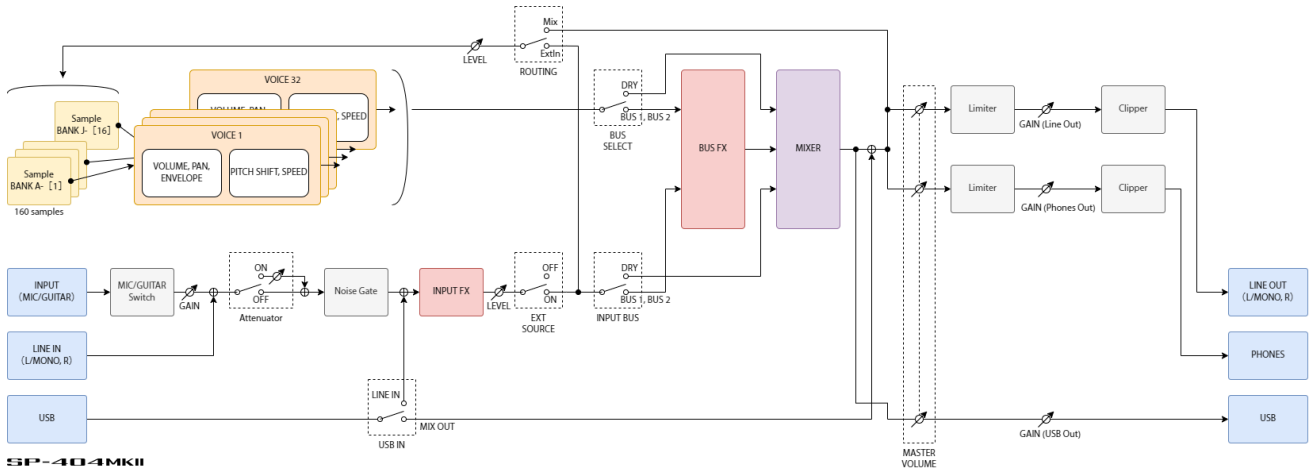 Mix
ExtIn
ROUTING
LEVEL
VOICE 32
VOLUME, PAN
, SPEED
Sample
BANK J-［16］
VOICE 1
VOLUME, PAN,
ENVELOPE
PITCH SHIFT, SPEED
Sample
BANK A-［1］
160 samples
DRY
BUS 1, BUS 2
BUS
SELECT
BUS FX
MIXER
Limiter
GAIN (Line Out)
Clipper
Limiter
GAIN (Phones Out)
Clipper
INPUT
(MIC/GUITAR)
MIC/GUITAR
Switch
GAIN
ON
OFF
Attenuator
Noise Gate
INPUT FX
LEVEL
OFF
ON
EXT
SOURCE
DRY
BUS 1, BUS 2
INPUT BUS
LINE OUT
(L/MONO, R)
LINE IN
(L/MONO, R)
PHONES
LINE IN
MIX OUT
USB IN
USB
GAIN (USB Out)
USB
MASTER
VOLUME
SP-404MKII